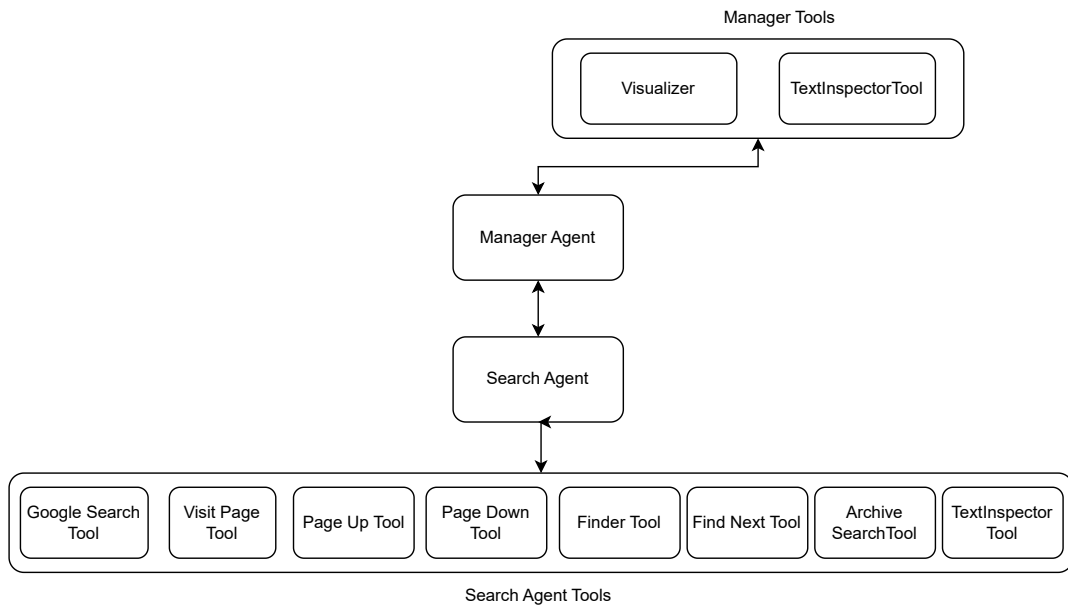 Manager Tools
Visualizer
TextInspectorTool
Manager Agent
Search Agent
Google Search
Tool
Visit Page
Tool
Page Up Tool
Page Down
Tool
Finder Tool
Find Next Tool
Archive
SearchTool
TextInspector
Tool
Search Agent Tools